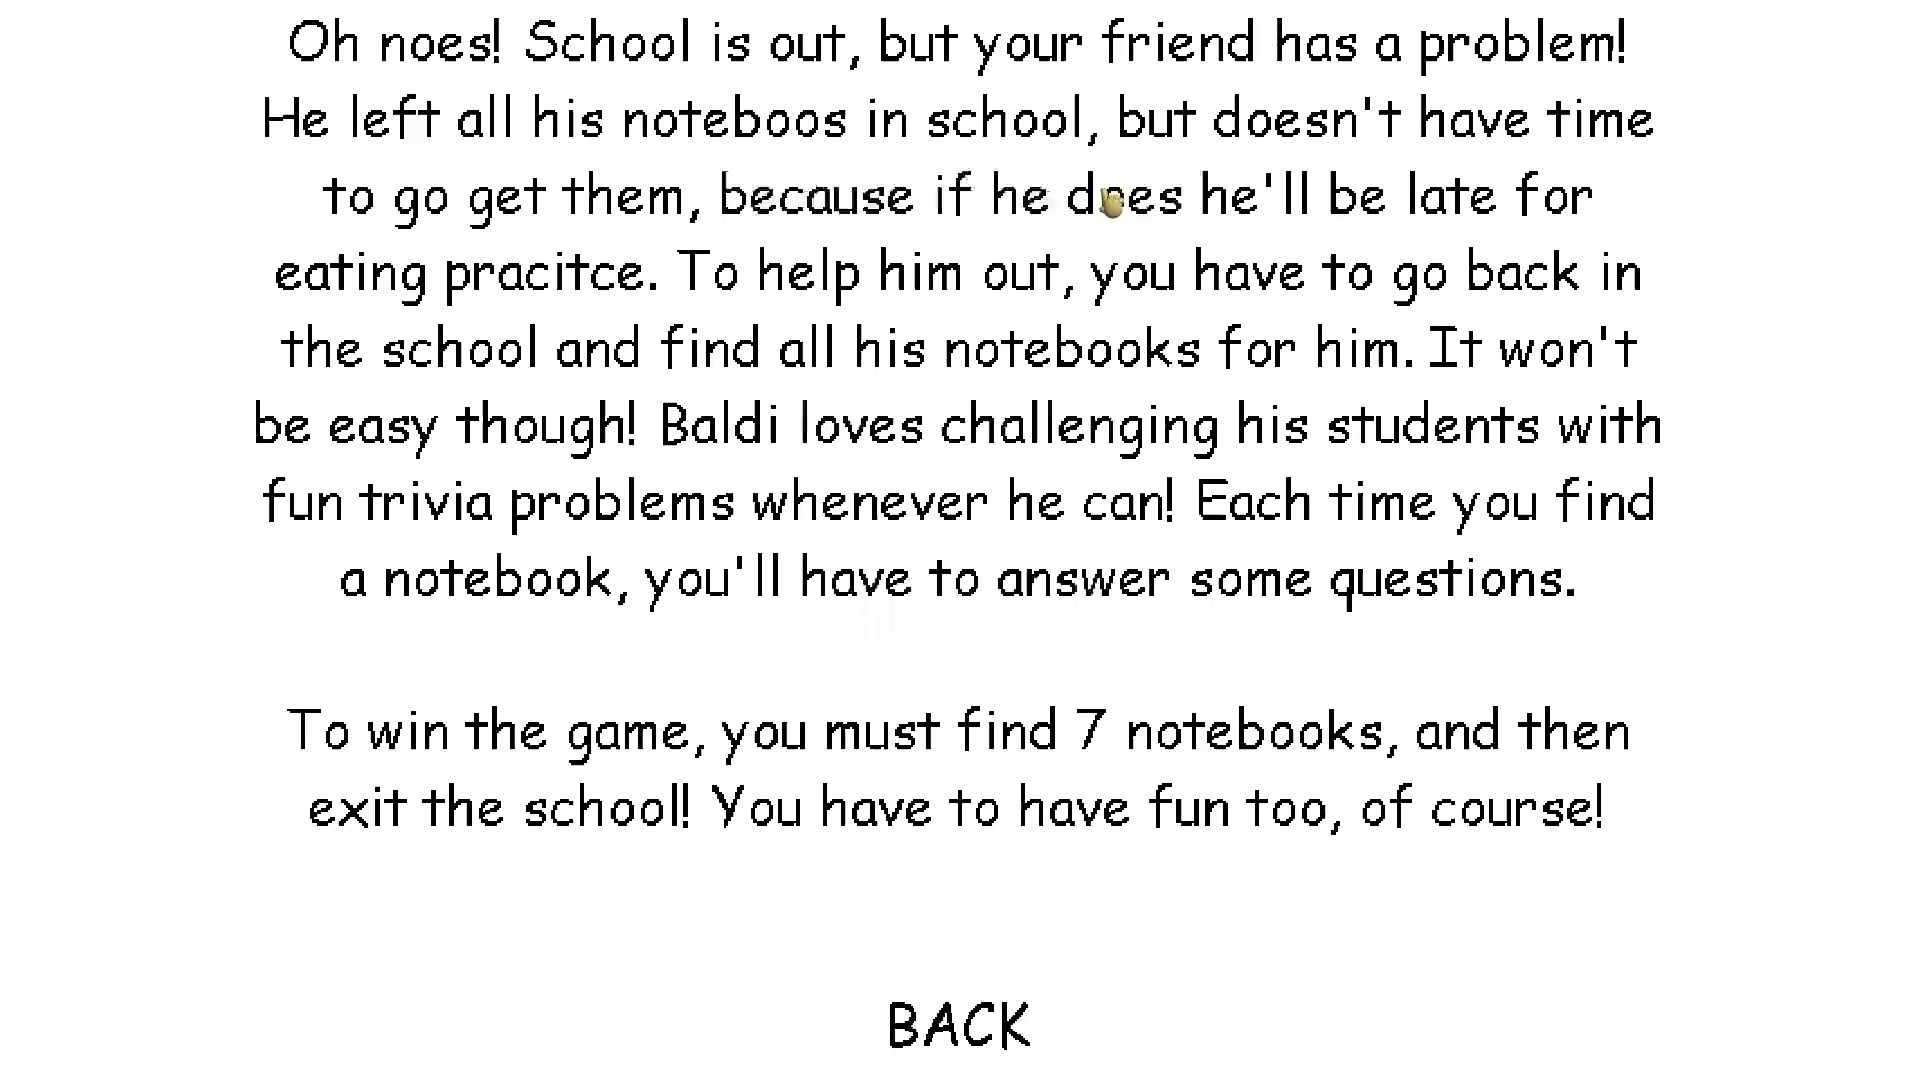 Oh noes! School is out, but your friend has a problem!
He left all his noteboos in school, but doesn't have time
to go get them, because if he does he'll be late for
eating pracitce. To help him out, you have to go back in
the school and find all his notebooks for him. It won't
be easy though! Baldi loves challenging his students with
fun trivia problems whenever he can! Each time you find
a notebook, you'll have to answer some questions.
To win the game, you must find 7 notebooks, and then
exit the school! You have to have fun too, of course!
BACK